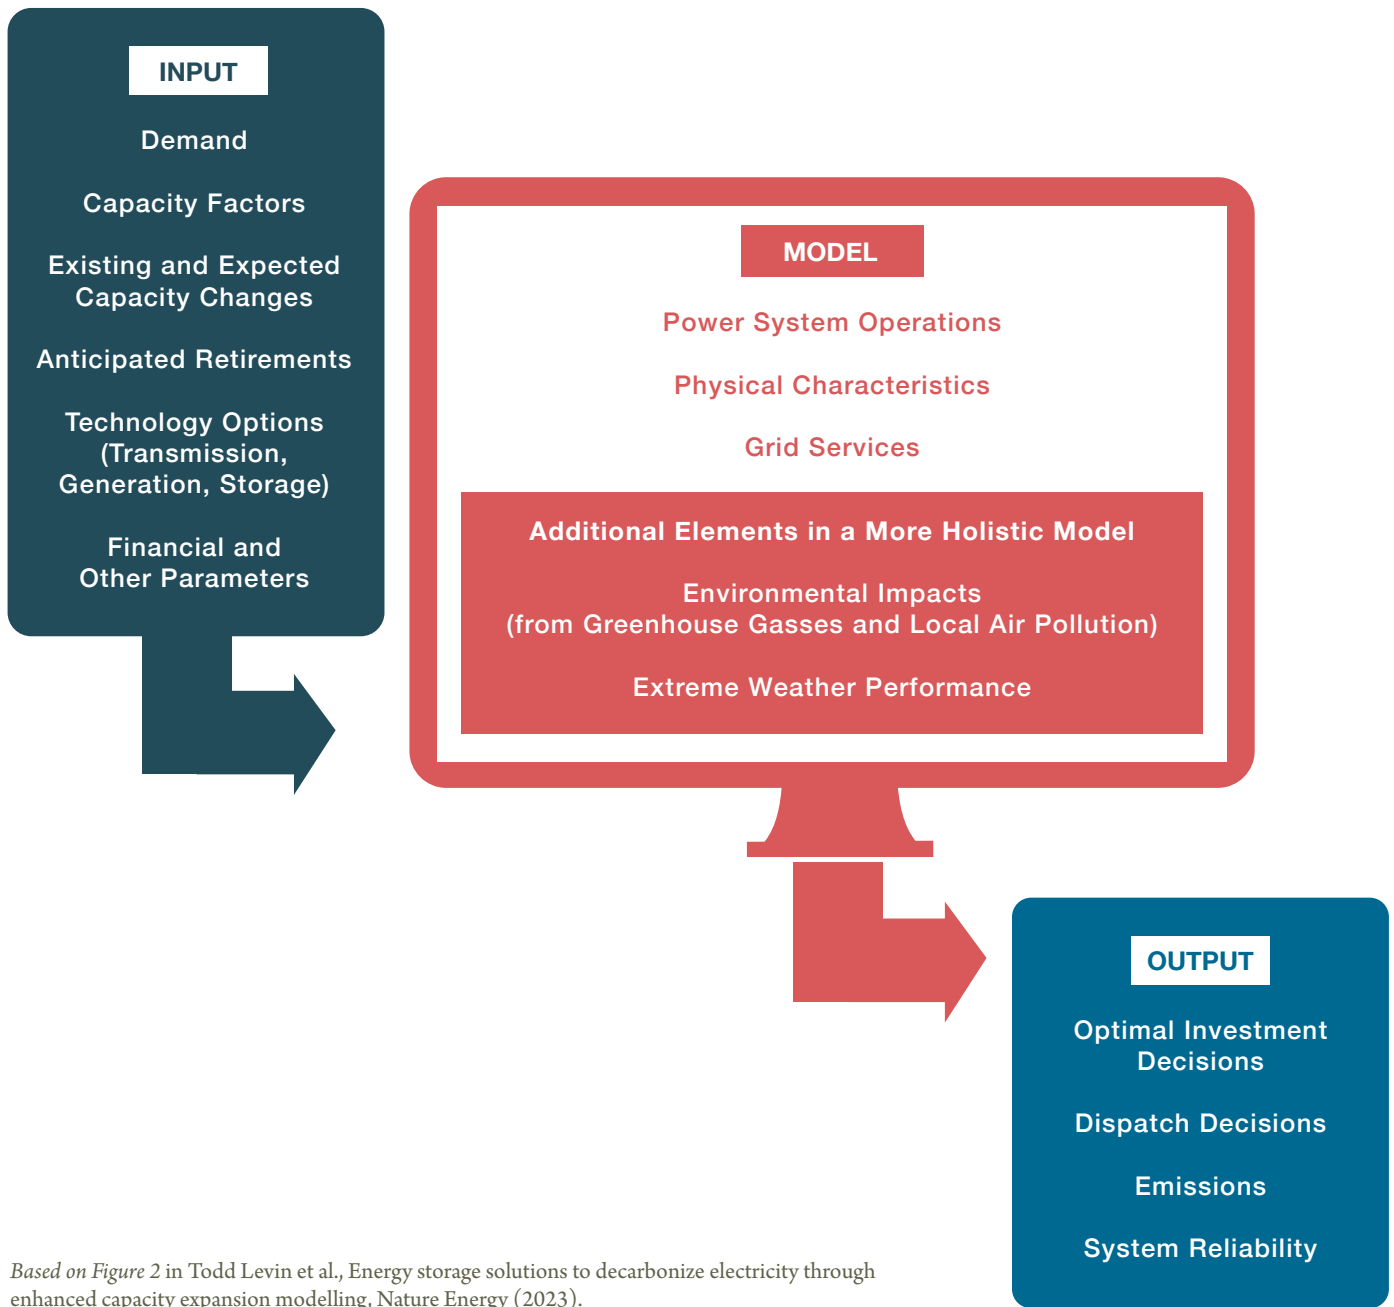 INPUT
Demand
Capacity Factors
Existing and Expected
Capacity Changes
Anticipated Retirements
Technology Options
(Transmission,
Generation, Storage)
Financial and
Other Parameters
MODEL
Power System Operations
Physical Characteristics
Grid Services
Additional Elements in a More Holistic Model
Environmental Impacts
(from Greenhouse Gasses and Local Air Pollution)
Extreme Weather Performance
OUTPUT
Optimal Investment
Decisions
Dispatch Decisions
Emissions
System Reliability
Based on Figure 2 in Todd Levin et al., Energy storage solutions to decarbonize electricity through
enhanced capacity expansion modelling, Nature Energy (2023).